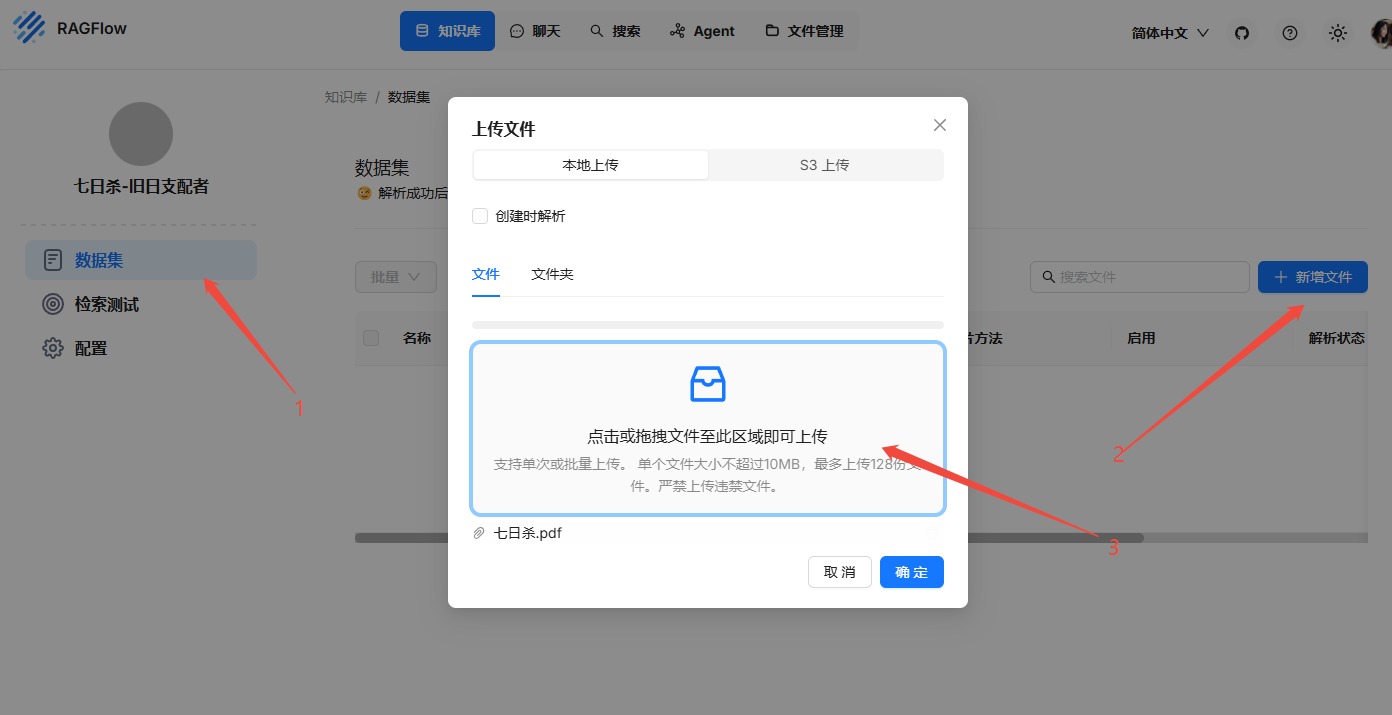 RAGFlow
知识库
聊天
搜索
Agent
文件管理
简体中文
知识库 / 数据集
七日杀-旧日支配者
数据集
检索测试
配置
1
数据集
解析成功后
批量
搜索文件
新增文件
名称
方法
启用
解析状态
2
上传文件
本地上传
S3 上传
创建时解析
文件
文件夹
点击或拖拽文件至此区域即可上传
支持单次或批量上传。 单个文件大小不超过10MB，最多上传128份文
件。严禁上传违禁文件。
3
七日杀.pdf
取 消
确 定